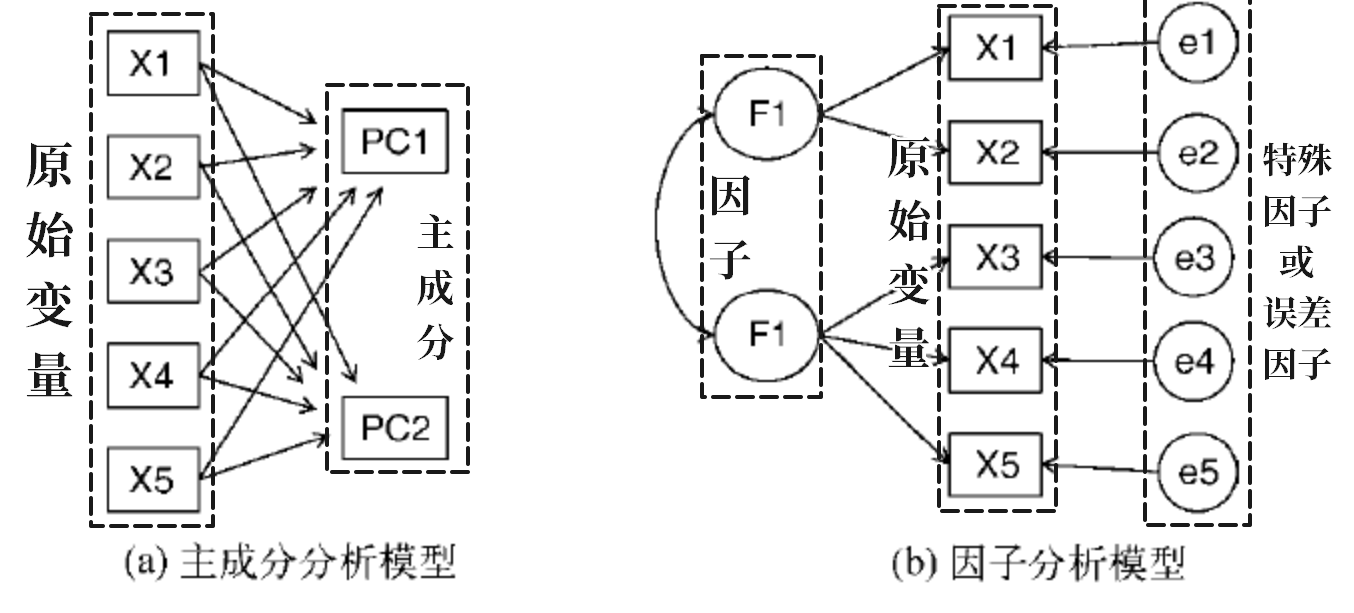 原始变量
X1
X2
X3
X4
X5
PC1
主成分
PC2
(a) 主成分分析模型
F1
因子
F1
原始变量
X1
X2
X3
X4
X5
e1
e2
e3
e4
e5
特殊
因子
或
误差
因子
(b) 因子分析模型